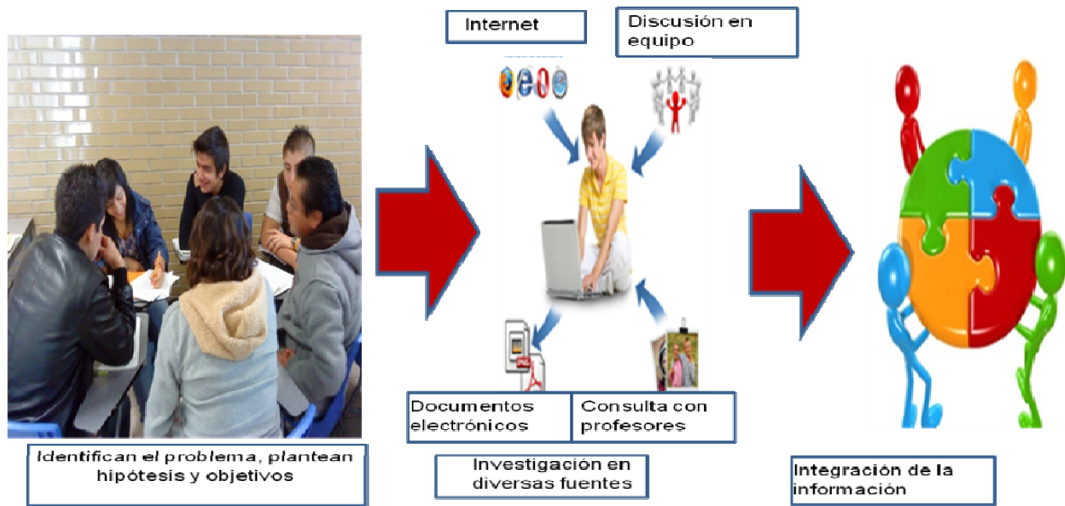 Internet
Discusión en
equipo
Documentos
electrónicos
Consulta con
profesores
Identifican el problema, plantean
hipótesis y objetivos
Investigación en
diversas fuentes
Integración de la
información